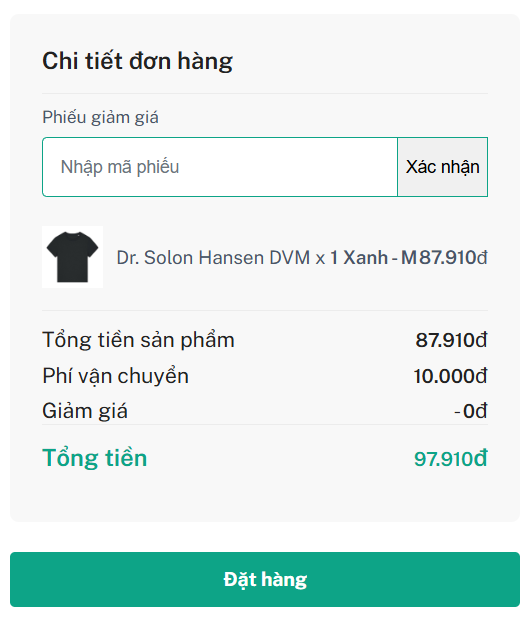 Chi tiết đơn hàng
Phiếu giảm giá
Nhập mã phiếu Xác nhận
Dr. Solon Hansen DVM x 1 Xanh - M 87.910đ
Tổng tiền sản phẩm 87.910đ
Phí vận chuyển 10.000đ
Giảm giá - 0đ
Tổng tiền 97.910đ
Đặt hàng